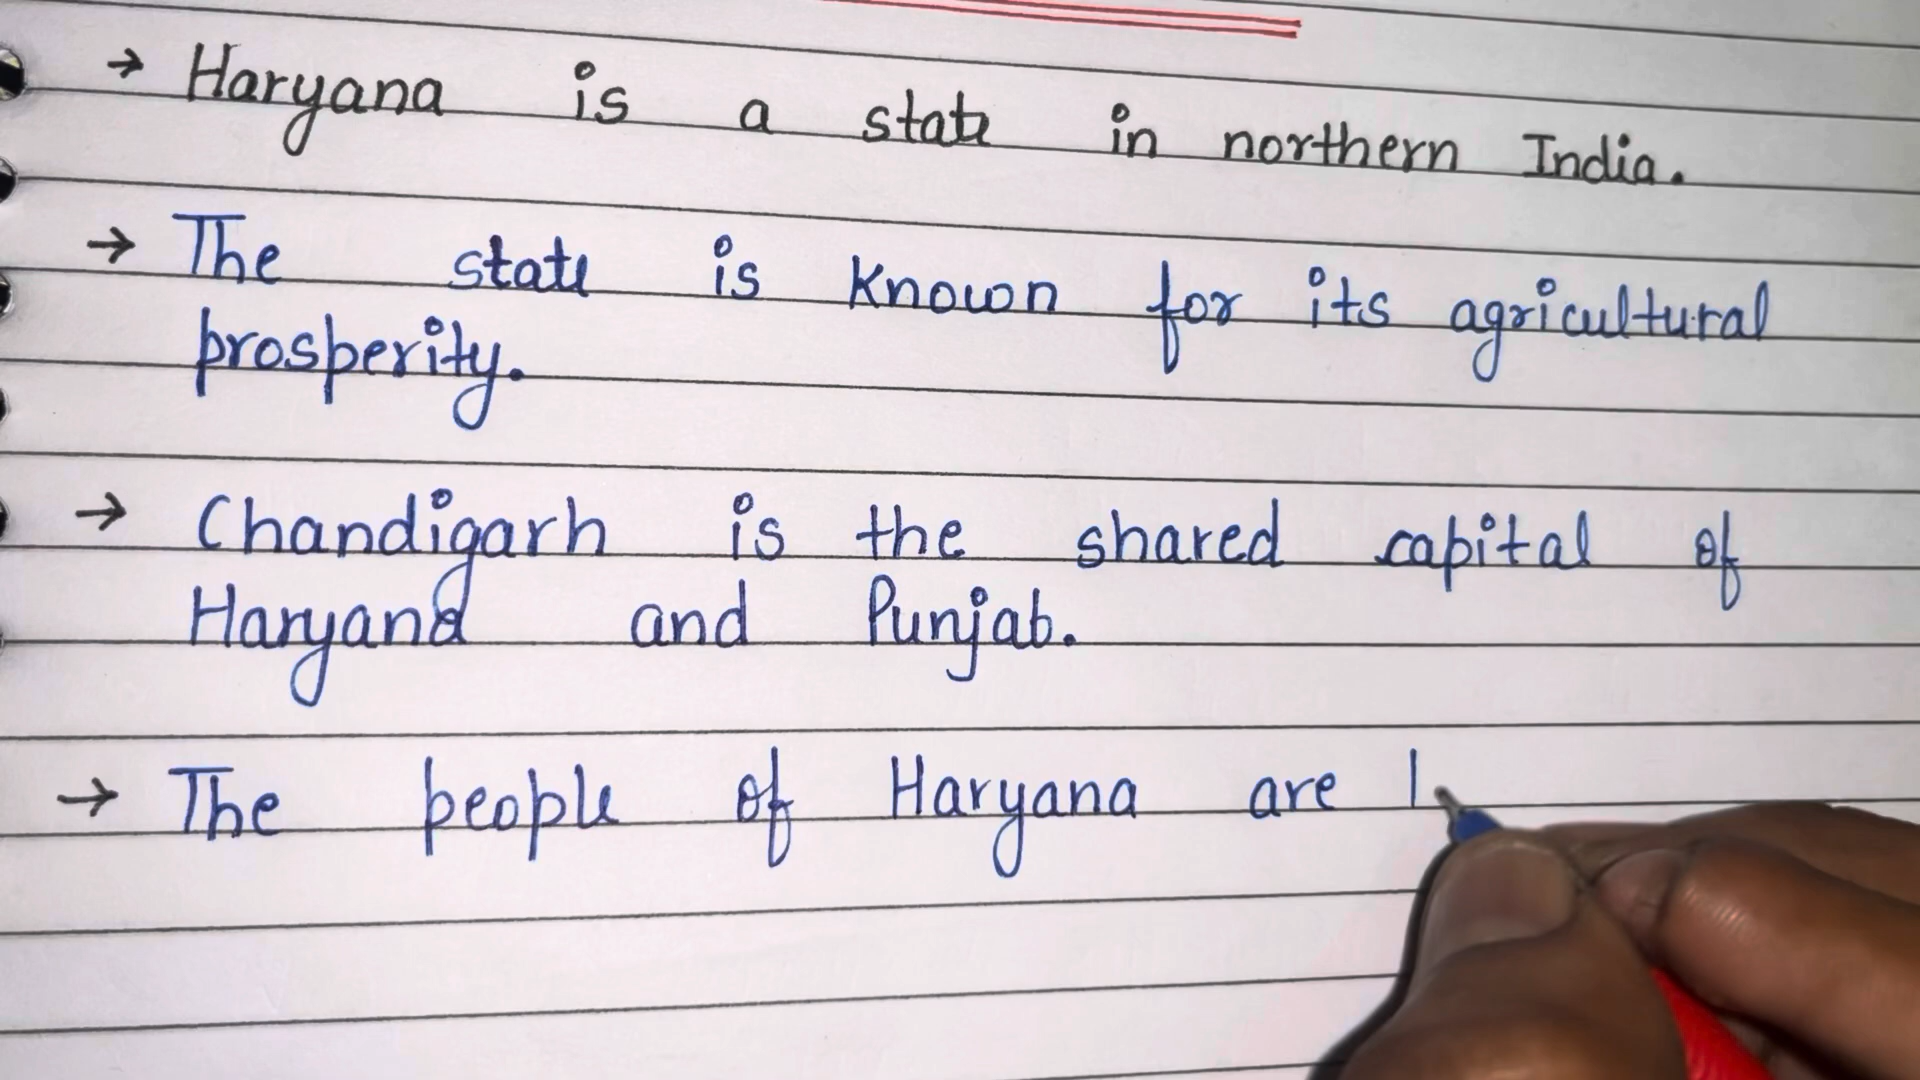 → Haryana is a state in northern India.
→ The state is known for its agricultural
prosperity.
→ Chandigarh is the shared capital of
Haryana and Punjab.
→ The people of Haryana are